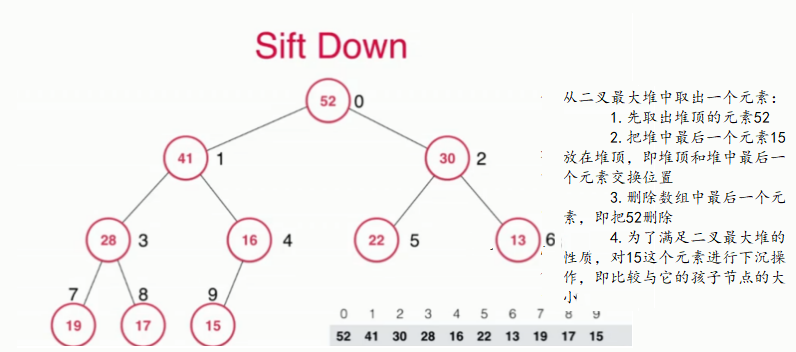 Sift Down
52 0
41 1
30 2
28 3
16 4
22 5
13 6
7 8 9
19 17 15
0 1 2 3 4 5 6 7 8 9
52 41 30 28 16 22 13 19 17 15
从二叉最大堆中取出一个元素：
1.先取出堆顶的元素52
2.把堆中最后一个元素15
放在堆顶，即堆顶和堆中最后一
个元素交换位置
3.删除数组中最后一个元
素，即把52删除
4.为了满足二叉最大堆的
性质，对15这个元素进行下沉操
作，即比较与它的孩子节点的大
小